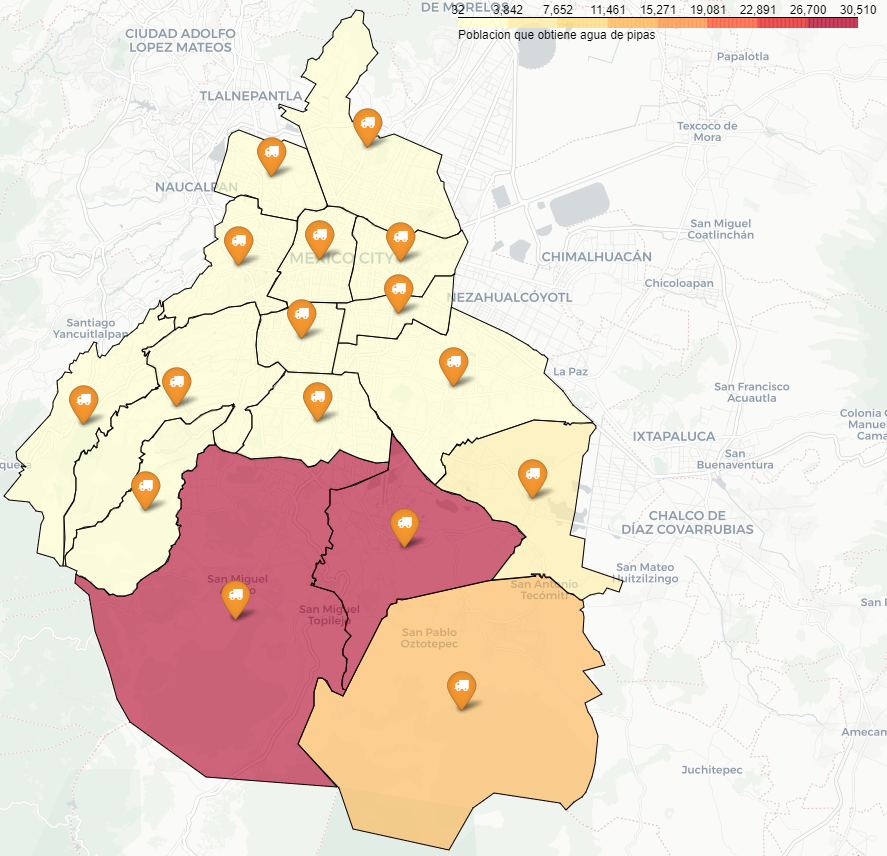 DE MORELOS
32 3,842 7,652 11,461 15,271 19,081 22,891 26,700 30,510
Poblacion que obtiene agua de pipas
CIUDAD ADOLFO
LOPEZ MATEOS
Papalotla
TLALNEPANTLA
Texcoco de
Mora
NAUCALPAN
San Miguel
Coatlinchán
MEXICO CITY
CHIMALHUACÁN
Chicoloapan
NEZAHUALCÓYOTL
Santiago
Yancuitlalpan
La Paz
San Francisco
Acuautla
Colonia
Manuel
Cama
IXTAPALUCA
San
Buenaventura
CHALCO DE
DÍAZ COVARRUBIAS
San Mateo
Huitzilzingo
San Antonio
Tecómitl
San Miguel
San Miguel
Topilejo
San Pablo
Oztotepec
San
Amecam
Juchitepec